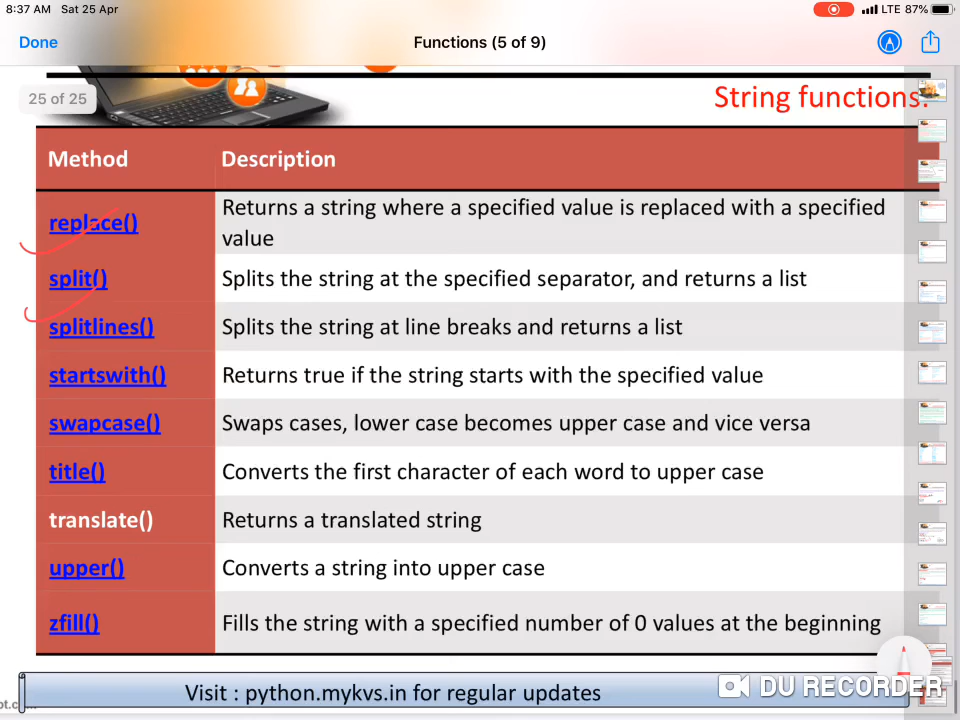 8:37 AM Sat 25 Apr
LTE 87%
Done
Functions (5 of 9)
25 of 25
String functions.
Method Description
replace() Returns a string where a specified value is replaced with a specified
value
split() Splits the string at the specified separator, and returns a list
splitlines() Splits the string at line breaks and returns a list
startswith() Returns true if the string starts with the specified value
swapcase() Swaps cases, lower case becomes upper case and vice versa
title() Converts the first character of each word to upper case
translate() Returns a translated string
upper() Converts a string into upper case
zfill() Fills the string with a specified number of 0 values at the beginning
Visit : python.mykvs.in for regular updates
DU RECORDER